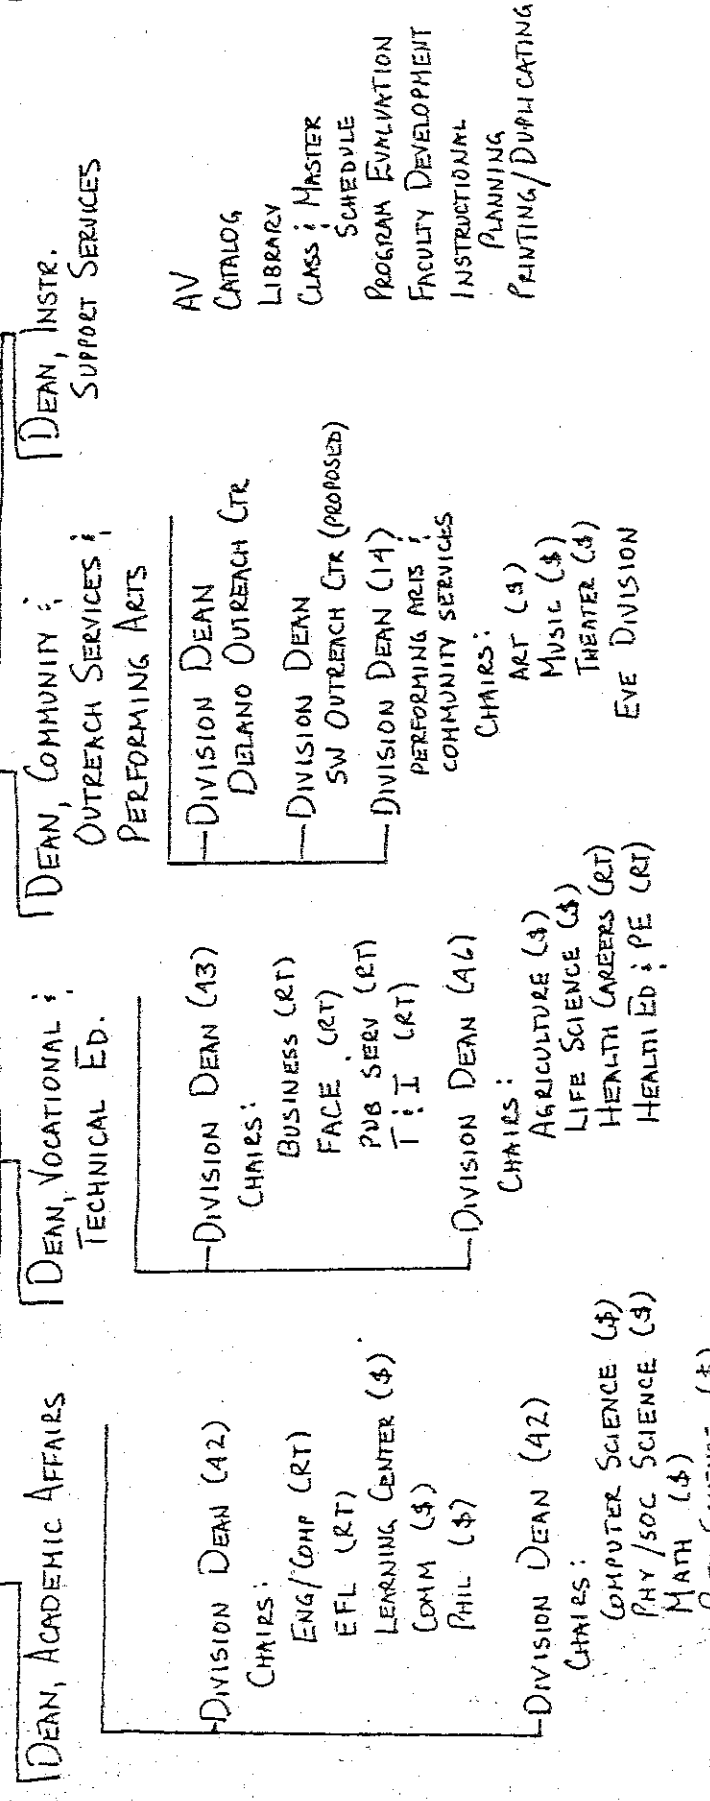 DEAN, ACADEMIC AFFAIRS
DIVISION DEAN (42)
CHAIRS:
ENG/COMP (RT)
EFL (RT)
LEARNING CENTER ($)
COMM ($)
PHIL ($)
DIVISION DEAN (42)
CHAIRS:
COMPUTER SCIENCE ($)
PHY/SOC SCIENCE ($)
MATH ($)
DEAN, VOCATIONAL &
TECHNICAL ED.
DIVISION DEAN (43)
CHAIRS:
BUSINESS (RT)
FACE (RT)
PUB SERV (RT)
T & I (RT)
DIVISION DEAN (46)
CHAIRS:
AGRICULTURE ($)
LIFE SCIENCE ($)
HEALTH CAREERS (RT)
HEALTH ED & PE (RT)
DEAN, COMMUNITY &
OUTREACH SERVICES &
PERFORMING ARTS
DIVISION DEAN
DELANO OUTREACH CTR
DIVISION DEAN
SW OUTREACH CTR (PROPOSED)
DIVISION DEAN (14)
PERFORMING ARTS &
COMMUNITY SERVICES
CHAIRS:
ART ($)
MUSIC ($)
THEATER ($)
EVE DIVISION
DEAN, INSTR.
SUPPORT SERVICES
AV
CATALOG
LIBRARY
CLASS & MASTER
SCHEDULE
PROGRAM EVALUATION
FACULTY DEVELOPMENT
INSTRUCTIONAL
PLANNING
PRINTING/DUPLICATING